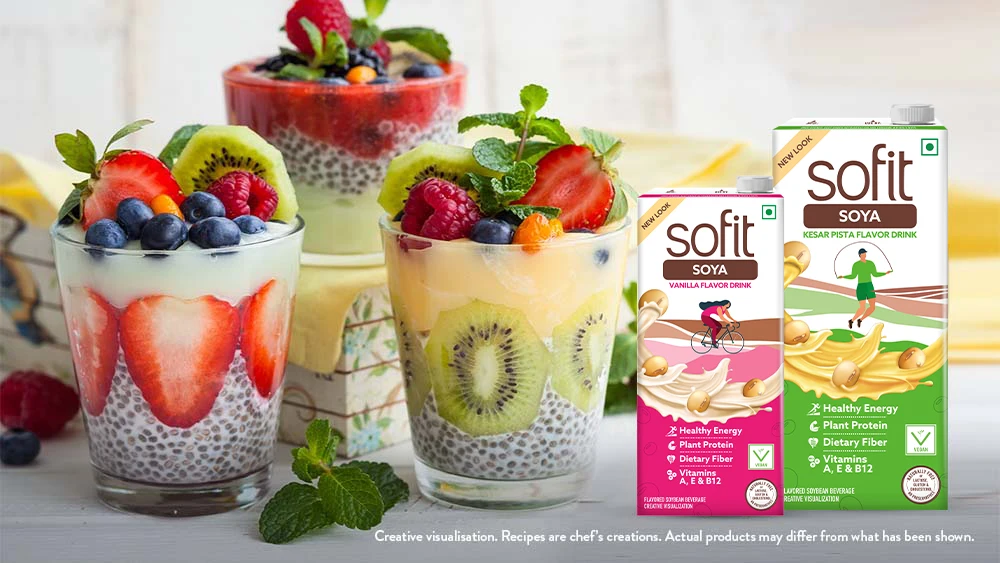 NEW LOOK
sofit
SOYA
VANILLA FLAVOR DRINK
Healthy Energy
Plant Protein
Dietary Fiber
Vitamins
A, E & B12
VEGAN
FLAVORED SOYBEAN BEVERAGE
CREATIVE VISUALIZATION
NEW LOOK
sofit
SOYA
KESAR PISTA FLAVOR DRINK
Healthy Energy
Plant Protein
Dietary Fiber
Vitamins
A, E & B12
VEGAN
LAVORED SOYBEAN BEVERAGE
REATIVE VISUALIZATION
Creative visualisation. Recipes are chef's creations. Actual products may differ from what has been shown.